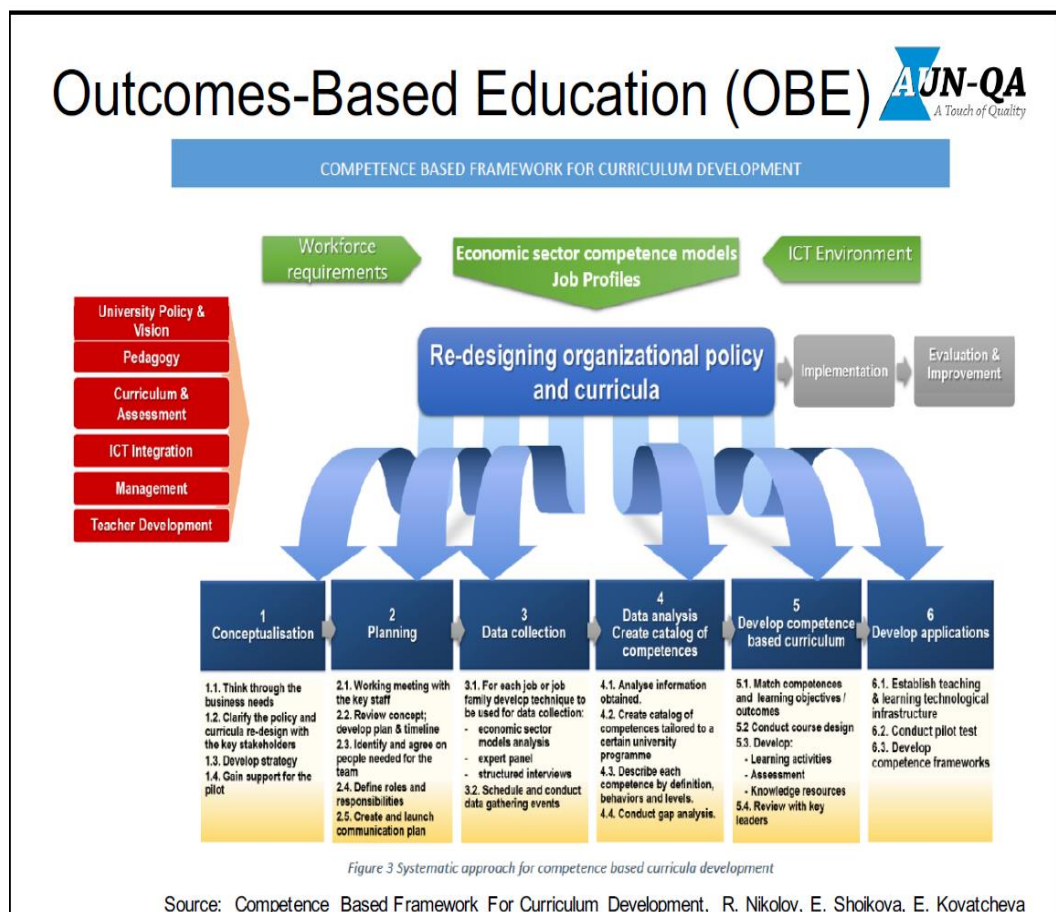 Outcomes-Based Education (OBE)
AUN-QA
A Touch of Quality
COMPETENCE BASED FRAMEWORK FOR CURRICULUM DEVELOPMENT
Workforce
requirements
Economic sector competence models
Job Profiles
ICT Environment
University Policy &
Vision
Pedagogy
Curriculum &
Assessment
ICT Integration
Management
Teacher Development
Re-designing organizational policy
and curricula
Implementation
Evaluation &
Improvement
1
Conceptualisation
1.1. Think through the
business needs
1.2. Clarify the policy and
curricula re-design with
the key stakeholders
1.3. Develop strategy
1.4. Gain support for the
pilot
2
Planning
2.1. Working meeting with
the key staff
2.2. Review concept;
develop plan & timeline
2.3. Identify and agree on
people needed for the
team
2.4. Define roles and
responsibilities
2.5. Create and launch
communication plan
3
Data collection
3.1. For each job or job
family develop technique to
be used for data collection:
- economic sector
models analysis
- expert panel
- structured interviews
3.2. Schedule and conduct
data gathering events
4
Data analysis
Create catalog of
competences
4.1. Analyse information
obtained.
4.2. Create catalog of
competences tailored to a
certain university
programme
4.3. Describe each
competence by definition,
behaviors and levels.
4.4. Conduct gap analysis.
5
Develop competence
based curriculum
5.1. Match competences
and learning objectives /
outcomes
5.2 Conduct course design
5.3. Develop:
- Learning activities
- Assessment
- Knowledge resources
5.4. Review with key
leaders
6
Develop applications
6.1. Establish teaching
& learning technological
infrastructure
6.2. Conduct pilot test
6.3. Develop
competence frameworks
Figure 3 Systematic approach for competence based curricula development
Source: Competence Based Framework For Curriculum Development, R. Nikolov, E. Shoikova, E. Kovatcheva